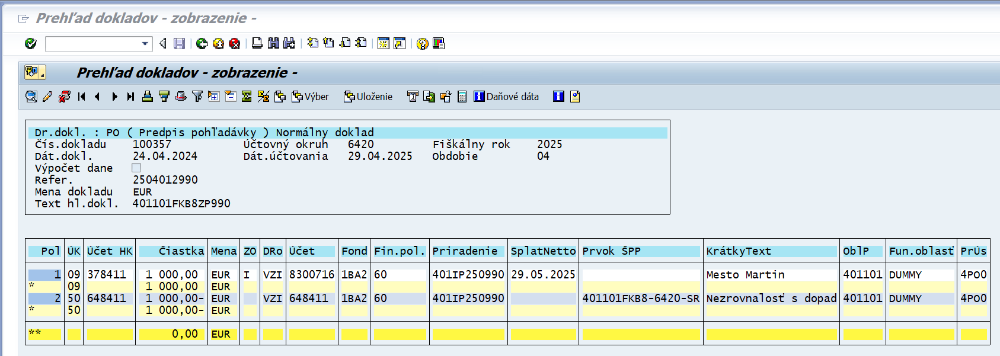 Prehľad dokladov - zobrazenie -
Prehľad dokladov - zobrazenie -
Výber Uloženie Daňové dáta
Dr.dokl. : PO ( Predpis pohľadávky ) Normálny doklad
Čís.dokladu 100357 Účtovný okruh 6420 Fiškálny rok 2025
Dát.dokl. 24.04.2024 Dát.účtovania 29.04.2025 Obdobie 04
Výpočet dane
Refer. 2504012990
Mena dokladu EUR
Text hl.dokl. 401101FKB8ZP990
Pol ÚK Účet HK Čiastka Mena ZO DRo Účet Fond Fin.pol. Priradenie SplatNetto Prvok ŠPP KrátkyText OblP Fun.oblasť PrÚs
1 09 378411 1 000,00 EUR I VZI 8300716 1BA2 60 401IP250990 29.05.2025 Mesto Martin 401101 DUMMY 4PO0
* 09 1 000,00 EUR
2 50 648411 1 000,00- EUR VZI 648411 1BA2 60 401IP250990 401101FKB8-6420-SR Nezrovnalosť s dopad 401101 DUMMY 4PO0
* 50 1 000,00- EUR
** 0,00 EUR